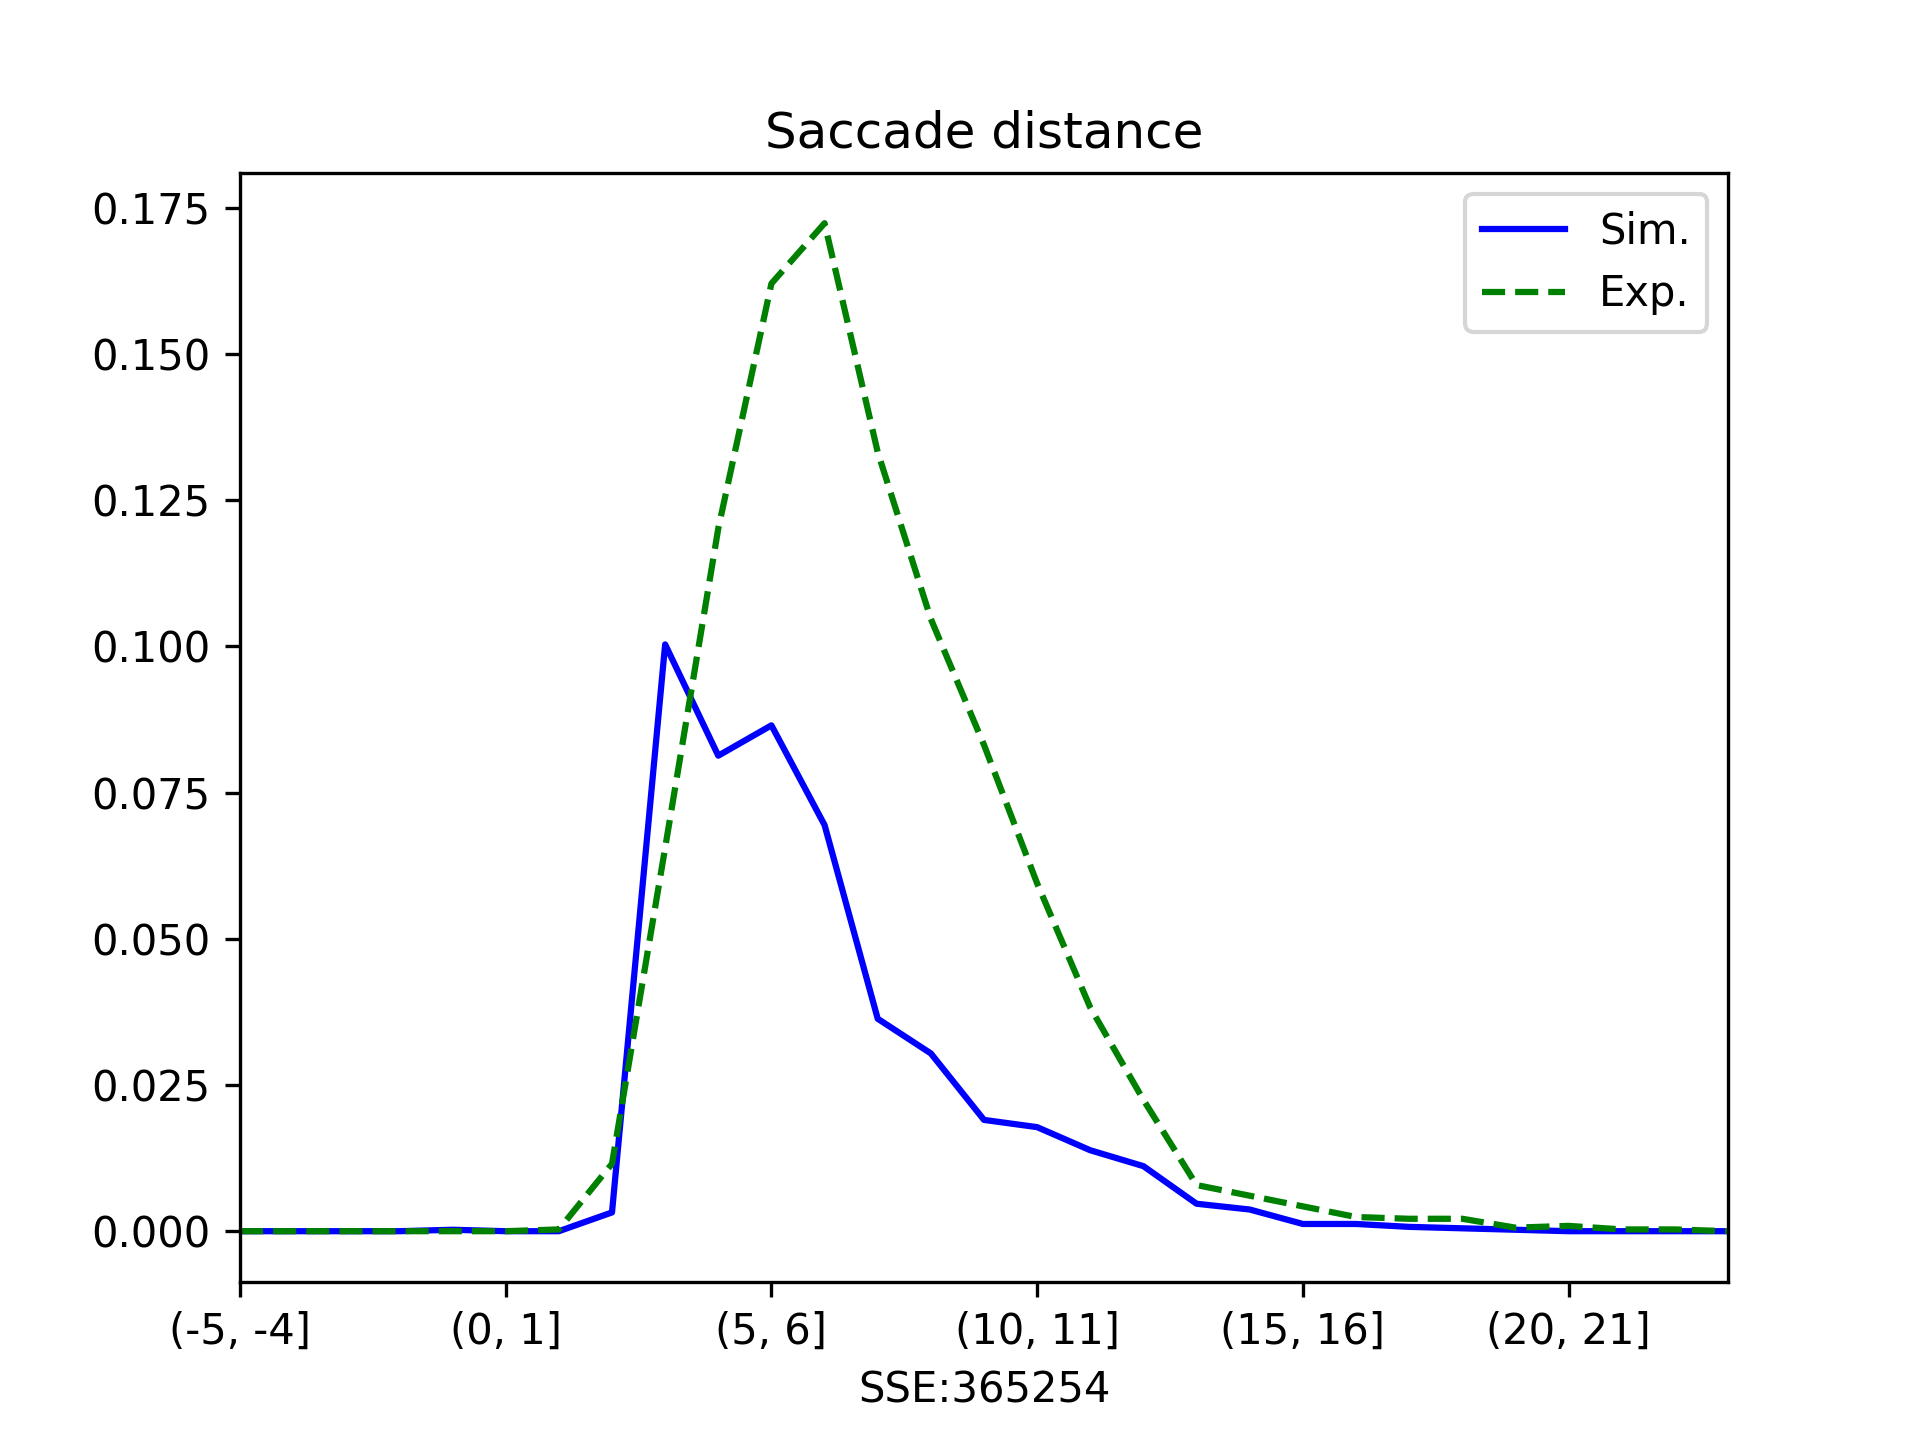 Saccade distance
0.175
0.150
0.125
0.100
0.075
0.050
0.025
0.000
Sim.
Exp.
(-5, -4] (0, 1] (5, 6] (10, 11] (15, 16] (20, 21]
SSE:365254